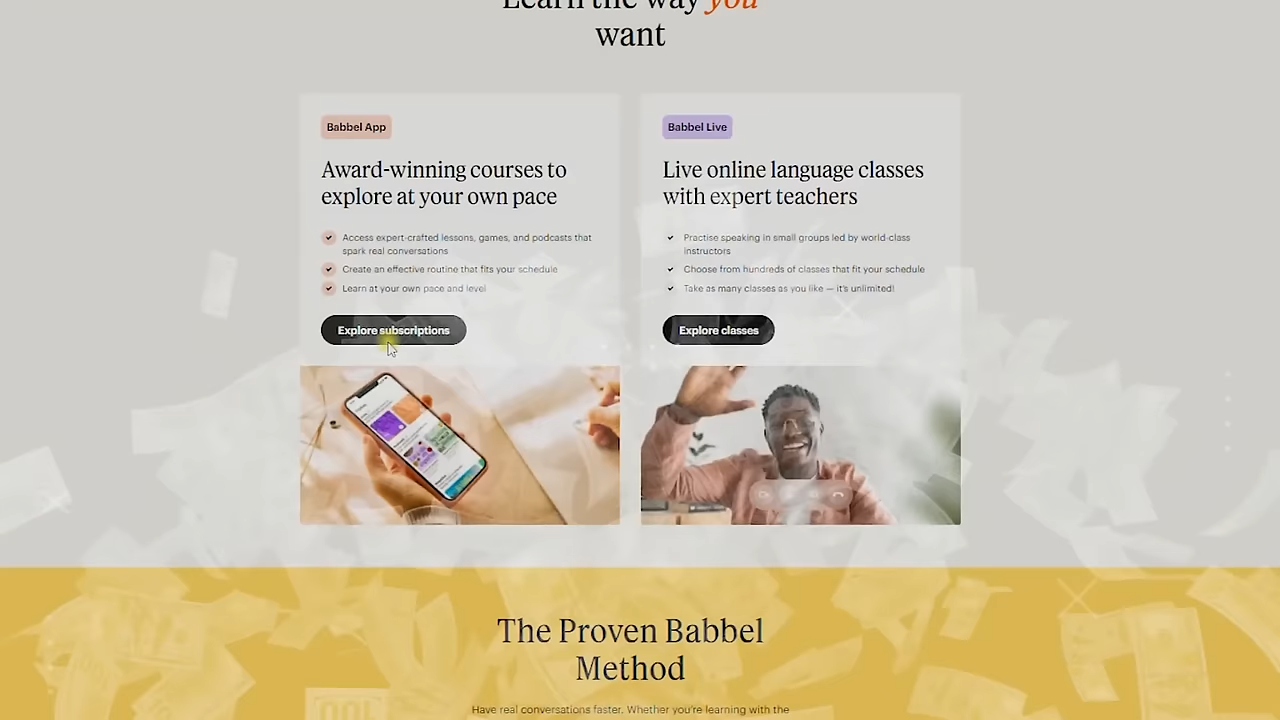 Learn the way you
want
Babbel App
Award-winning courses to
explore at your own pace
Access expert-crafted lessons, games, and podcasts that
spark real conversations
Create an effective routine that fits your schedule
Learn at your own pace and level
Explore subscriptions
Babbel Live
Live online language classes
with expert teachers
Practise speaking in small groups led by world-class
instructors
Choose from hundreds of classes that fit your schedule
Take as many classes as you like — it's unlimited!
Explore classes
The Proven Babbel
Method
Have real conversations faster. Whether you're learning with the